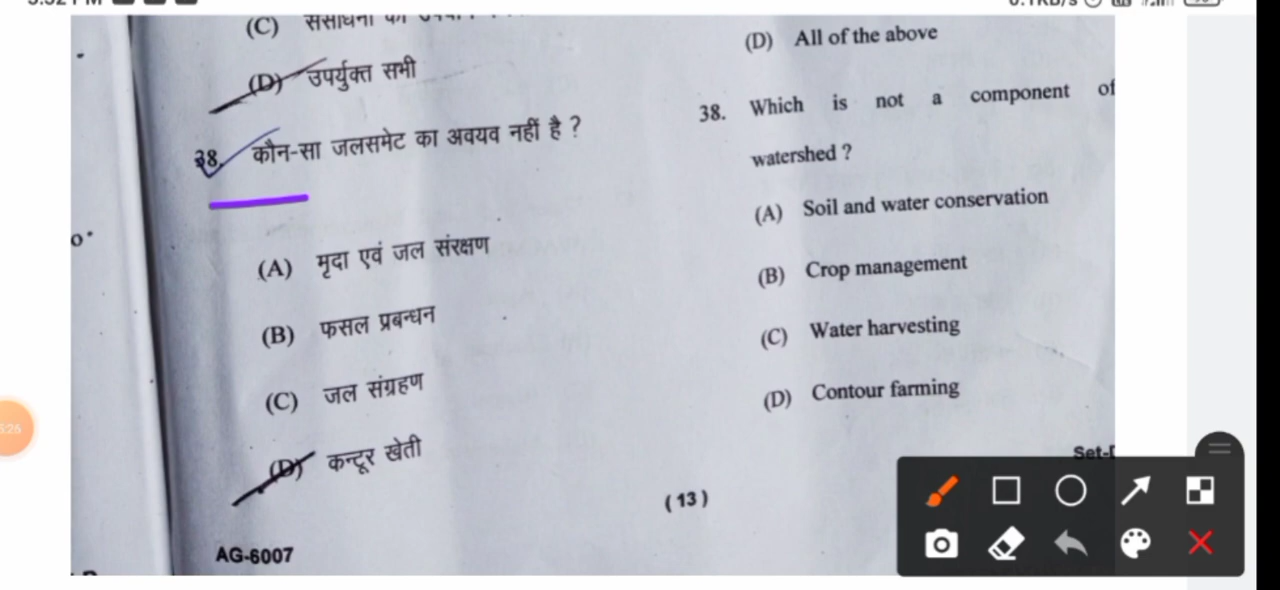 (C)
(D) उपर्युक्त सभी
38. कौन-सा जलसमेट का अवयव नहीं है ?
(A) मृदा एवं जल संरक्षण
(B) फसल प्रबन्धन
(C) जल संग्रहण
(D) कन्टूर खेती
AG-6007
(D) All of the above
38. Which is not a component of
watershed ?
(A) Soil and water conservation
(B) Crop management
(C) Water harvesting
(D) Contour farming
Set-
(13)